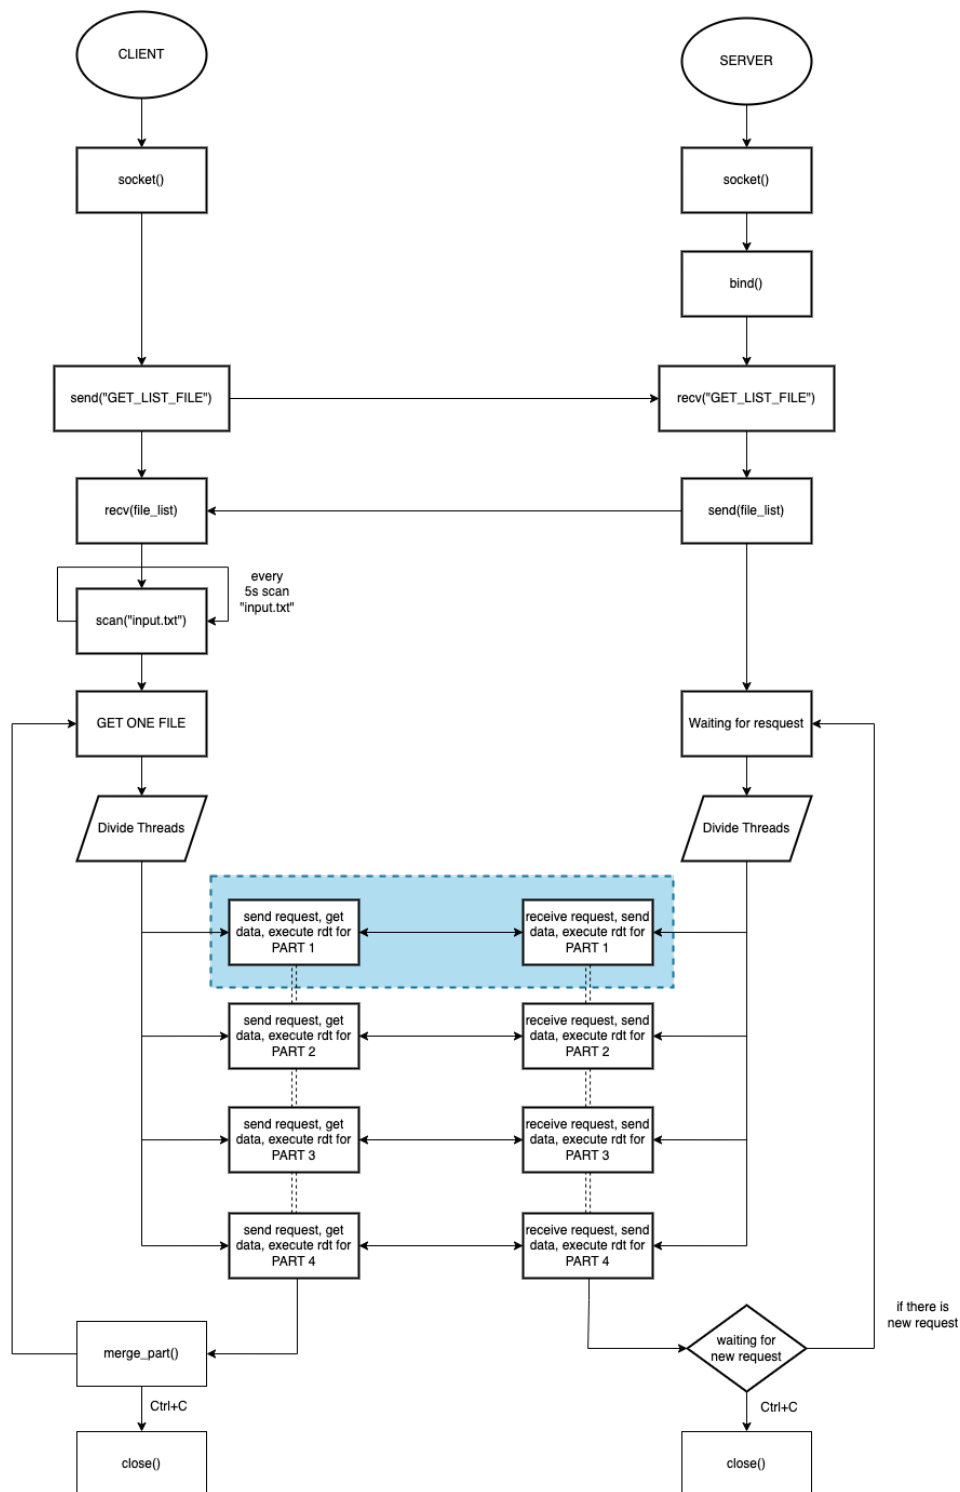 CLIENT
SERVER
socket()
socket()
bind()
send("GET_LIST_FILE")
recv("GET_LIST_FILE")
recv(file_list)
send(file_list)
every
5s scan
"input.txt"
scan("input.txt")
GET ONE FILE
Waiting for resquest
Divide Threads
Divide Threads
send request, get
data, execute rdt for
PART 1
receive request, send
data, execute rdt for
PART 1
send request, get
data, execute rdt for
PART 2
receive request, send
data, execute rdt for
PART 2
send request, get
data, execute rdt for
PART 3
receive request, send
data, execute rdt for
PART 3
send request, get
data, execute rdt for
PART 4
receive request, send
data, execute rdt for
PART 4
if there is
new request
merge_part()
waiting for
new request
Ctrl+C
Ctrl+C
close()
close()